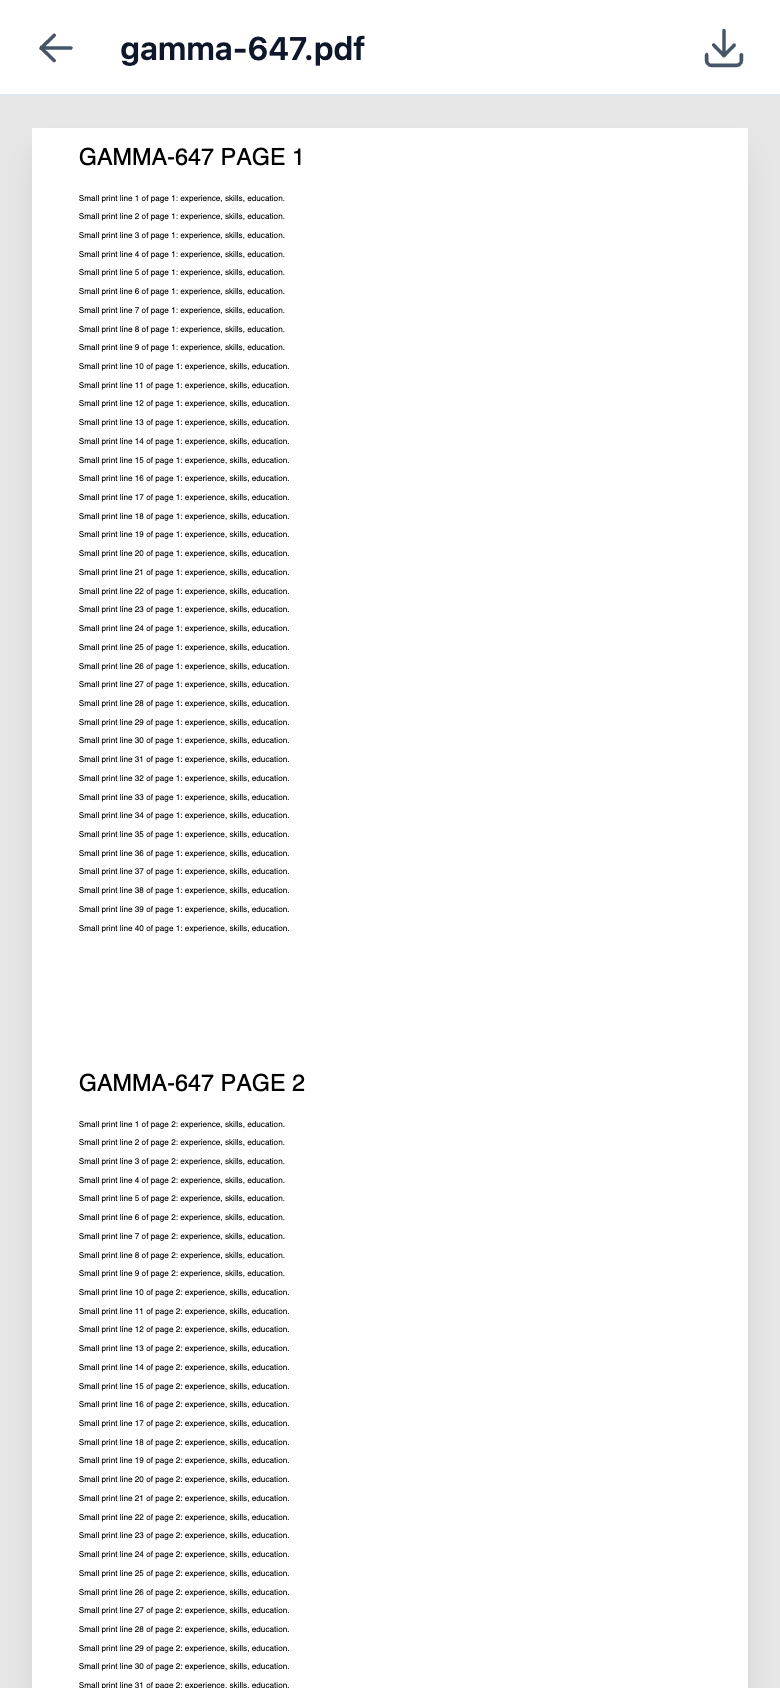 gamma-647.pdf
GAMMA-647 PAGE 1
Small print line 1 of page 1: experience, skills, education.
Small print line 2 of page 1: experience, skills, education.
Small print line 3 of page 1: experience, skills, education.
Small print line 4 of page 1: experience, skills, education.
Small print line 5 of page 1: experience, skills, education.
Small print line 6 of page 1: experience, skills, education.
Small print line 7 of page 1: experience, skills, education.
Small print line 8 of page 1: experience, skills, education.
Small print line 9 of page 1: experience, skills, education.
Small print line 10 of page 1: experience, skills, education.
Small print line 11 of page 1: experience, skills, education.
Small print line 12 of page 1: experience, skills, education.
Small print line 13 of page 1: experience, skills, education.
Small print line 14 of page 1: experience, skills, education.
Small print line 15 of page 1: experience, skills, education.
Small print line 16 of page 1: experience, skills, education.
Small print line 17 of page 1: experience, skills, education.
Small print line 18 of page 1: experience, skills, education.
Small print line 19 of page 1: experience, skills, education.
Small print line 20 of page 1: experience, skills, education.
Small print line 21 of page 1: experience, skills, education.
Small print line 22 of page 1: experience, skills, education.
Small print line 23 of page 1: experience, skills, education.
Small print line 24 of page 1: experience, skills, education.
Small print line 25 of page 1: experience, skills, education.
Small print line 26 of page 1: experience, skills, education.
Small print line 27 of page 1: experience, skills, education.
Small print line 28 of page 1: experience, skills, education.
Small print line 29 of page 1: experience, skills, education.
Small print line 30 of page 1: experience, skills, education.
Small print line 31 of page 1: experience, skills, education.
Small print line 32 of page 1: experience, skills, education.
Small print line 33 of page 1: experience, skills, education.
Small print line 34 of page 1: experience, skills, education.
Small print line 35 of page 1: experience, skills, education.
Small print line 36 of page 1: experience, skills, education.
Small print line 37 of page 1: experience, skills, education.
Small print line 38 of page 1: experience, skills, education.
Small print line 39 of page 1: experience, skills, education.
Small print line 40 of page 1: experience, skills, education.
GAMMA-647 PAGE 2
Small print line 1 of page 2: experience, skills, education.
Small print line 2 of page 2: experience, skills, education.
Small print line 3 of page 2: experience, skills, education.
Small print line 4 of page 2: experience, skills, education.
Small print line 5 of page 2: experience, skills, education.
Small print line 6 of page 2: experience, skills, education.
Small print line 7 of page 2: experience, skills, education.
Small print line 8 of page 2: experience, skills, education.
Small print line 9 of page 2: experience, skills, education.
Small print line 10 of page 2: experience, skills, education.
Small print line 11 of page 2: experience, skills, education.
Small print line 12 of page 2: experience, skills, education.
Small print line 13 of page 2: experience, skills, education.
Small print line 14 of page 2: experience, skills, education.
Small print line 15 of page 2: experience, skills, education.
Small print line 16 of page 2: experience, skills, education.
Small print line 17 of page 2: experience, skills, education.
Small print line 18 of page 2: experience, skills, education.
Small print line 19 of page 2: experience, skills, education.
Small print line 20 of page 2: experience, skills, education.
Small print line 21 of page 2: experience, skills, education.
Small print line 22 of page 2: experience, skills, education.
Small print line 23 of page 2: experience, skills, education.
Small print line 24 of page 2: experience, skills, education.
Small print line 25 of page 2: experience, skills, education.
Small print line 26 of page 2: experience, skills, education.
Small print line 27 of page 2: experience, skills, education.
Small print line 28 of page 2: experience, skills, education.
Small print line 29 of page 2: experience, skills, education.
Small print line 30 of page 2: experience, skills, education.
Small print line 31 of page 2: experience, skills, education.